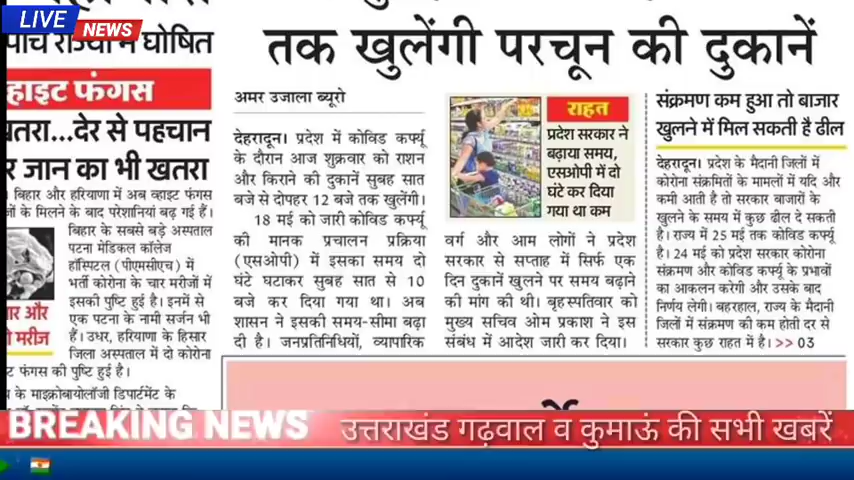 LIVE
NEWS
पांच राज्यों में घोषित
व्हाइट फंगस
खतरा...देर से पहचान
र जान का भी खतरा
। बिहार और हरियाणा में अब व्हाइट फंगस
जों के मिलने के बाद परेशानियां बढ़ गई हैं।
बिहार के सबसे बड़े अस्पताल
पटना मेडिकल कॉलेज
हॉस्पिटल (पीएमसीएच) में
भर्ती कोरोना के चार मरीजों में
इसकी पुष्टि हुई है। इनमें से
एक पटना के नामी सर्जन भी
हैं। उधर, हरियाणा के हिसार
जिला अस्पताल में दो कोरोना
ट फंगस की पुष्टि हुई है।
य के माइक्रोबायोलॉजी डिपार्टमेंट के
ार और
ो मरीज
तक खुलेंगी परचून की दुकानें
अमर उजाला ब्यूरो
देहरादून। प्रदेश में कोविड कर्फ्यू
के दौरान आज शुक्रवार को राशन
और किराने की दुकानें सुबह सात
बजे से दोपहर 12 बजे तक खुलेंगी।
18 मई को जारी कोविड कर्फ्यू
की मानक प्रचालन प्रक्रिया
(एसओपी) में इसका समय दो
घंटे घटाकर सुबह सात से 10
बजे कर दिया गया था। अब
शासन ने इसकी समय-सीमा बढ़ा
दी है। जनप्रतिनिधियों, व्यापारिक
राहत
प्रदेश सरकार ने
बढ़ाया समय,
एसओपी में दो
घंटे कर दिया
गया था कम
वर्ग और आम लोगों ने प्रदेश
सरकार से सप्ताह में सिर्फ एक
दिन दुकानें खुलने पर समय बढ़ाने
की मांग की थी। बृहस्पतिवार को
मुख्य सचिव ओम प्रकाश ने इस
संबंध में आदेश जारी कर दिया।
संक्रमण कम हुआ तो बाजार
खुलने में मिल सकती है ढील
देहरादून। प्रदेश के मैदानी जिलों में
कोरोना संक्रमितों के मामलों में यदि और
कमी आती है तो सरकार बाजारों के
खुलने के समय में कुछ ढील दे सकती
है। राज्य में 25 मई तक कोविड कर्फ्यू
है। 24 मई को प्रदेश सरकार कोरोना
संक्रमण और कोविड कर्फ्यू के प्रभावों
का आकलन करेगी और उसके बाद
निर्णय लेगी। बहरहाल, राज्य के मैदानी
जिलों में संक्रमण की कम होती दर से
सरकार कुछ राहत में है। >> 03
BREAKING NEWS
उत्तराखंड गढ़वाल व कुमाऊं की सभी खबरें